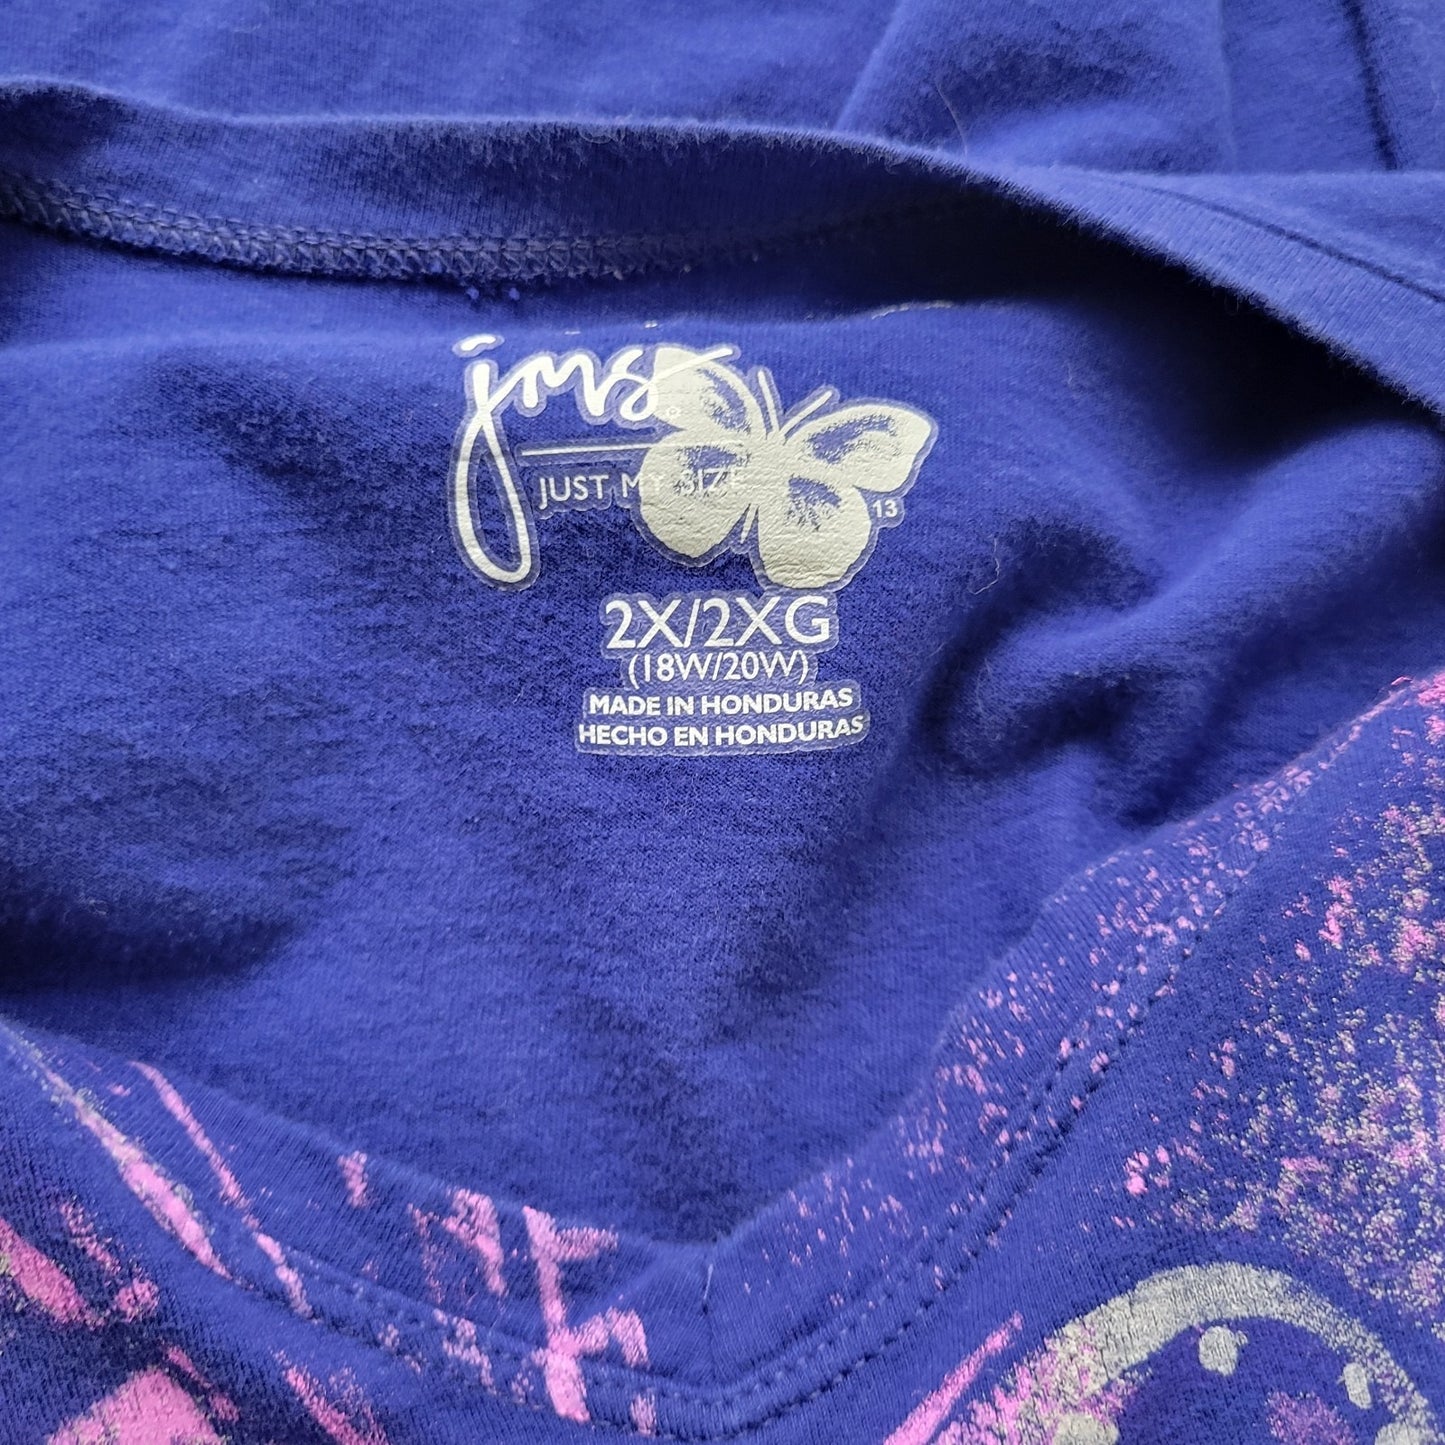 jms
JUST MY SIZE
13
2X/2XG
(18W/20W)
MADE IN HONDURAS
HECHO EN HONDURAS